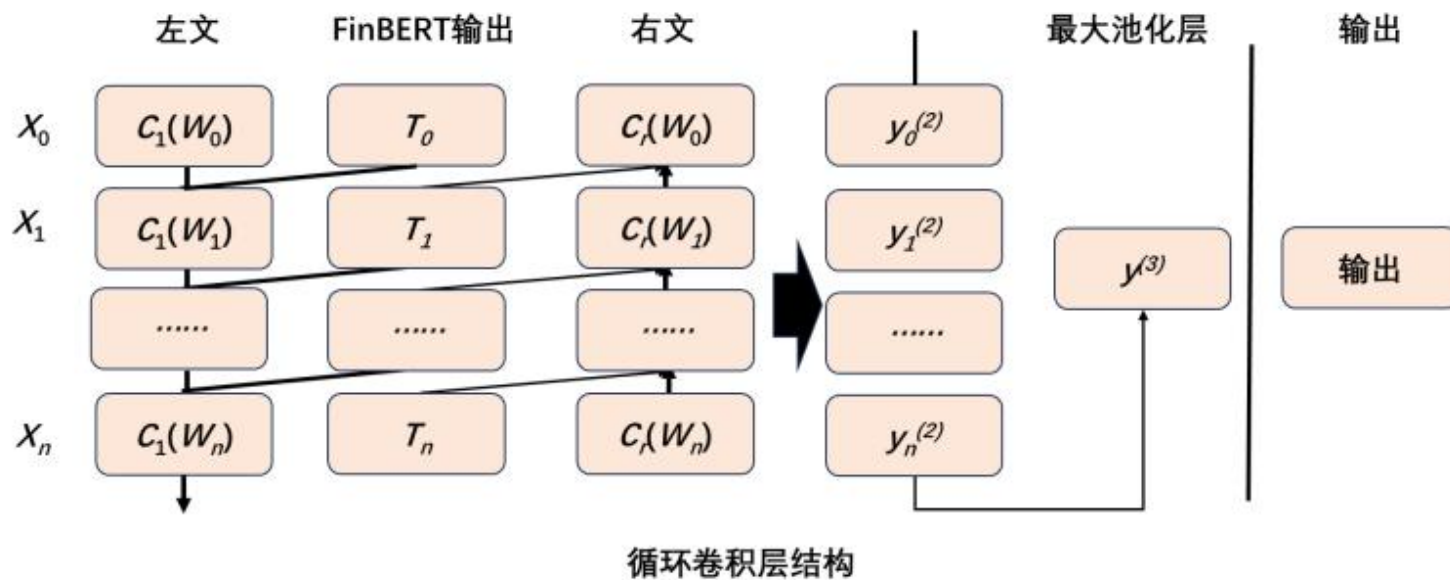 左文 FinBERT输出 右文 最大池化层 输出
X₀ C₁(W₀) T₀ Cᵣ(W₀) y₀⁽²⁾
X₁ C₁(W₁) T₁ Cᵣ(W₁) y₁⁽²⁾
y⁽³⁾ 输出
…… …… …… ……
Xₙ C₁(Wₙ) Tₙ Cᵣ(Wₙ) yₙ⁽²⁾
循环卷积层结构